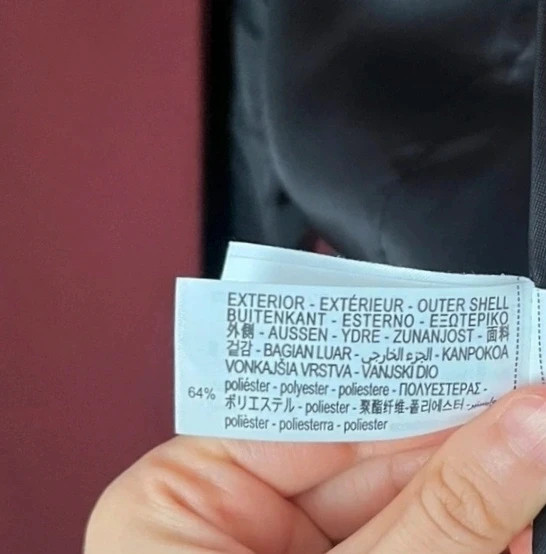 EXTERIOR - EXTÉRIEUR - OUTER SHELL
BUITENKANT - ESTERNO - ΕΞΩΤΕΡΙΚΟ
外側 - AUSSEN - YDRE - ZUNANJOST - 面料
겉감 - BAGIAN LUAR - الجزء الخارجي - KANPOKOA
VONKAJŠIA VRSTVA - VANJSKI DIO
64% poliéster - polyester - poliestere - ΠΟΛΥΕΣΤΕΡΑΣ -
ポリエステル - poliester - 聚酯纤维 - 폴리에스터 -
polièster - poliesterra - poliester